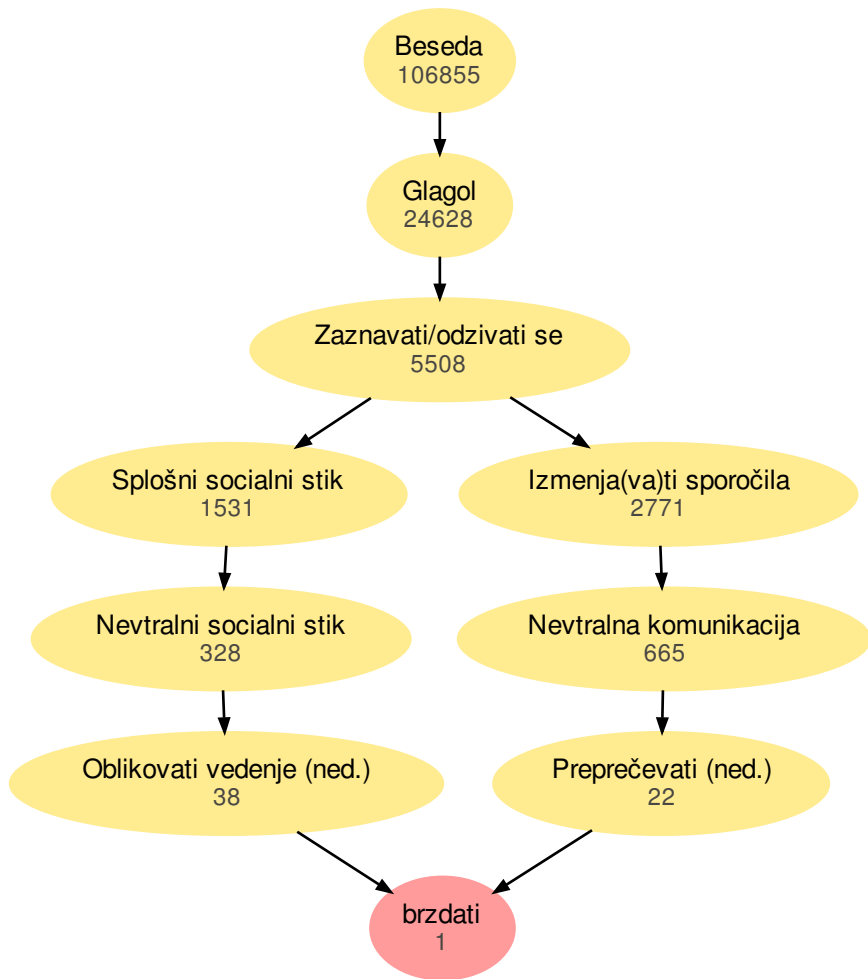 Beseda
106855
Glagol
24628
Zaznavati/odzivati se
5508
Splošni socialni stik
1531
Izmenja(va)ti sporočila
2771
Nevtralni socialni stik
328
Nevtralna komunikacija
665
Oblikovati vedenje (ned.)
38
Preprečevati (ned.)
22
brzdati
1